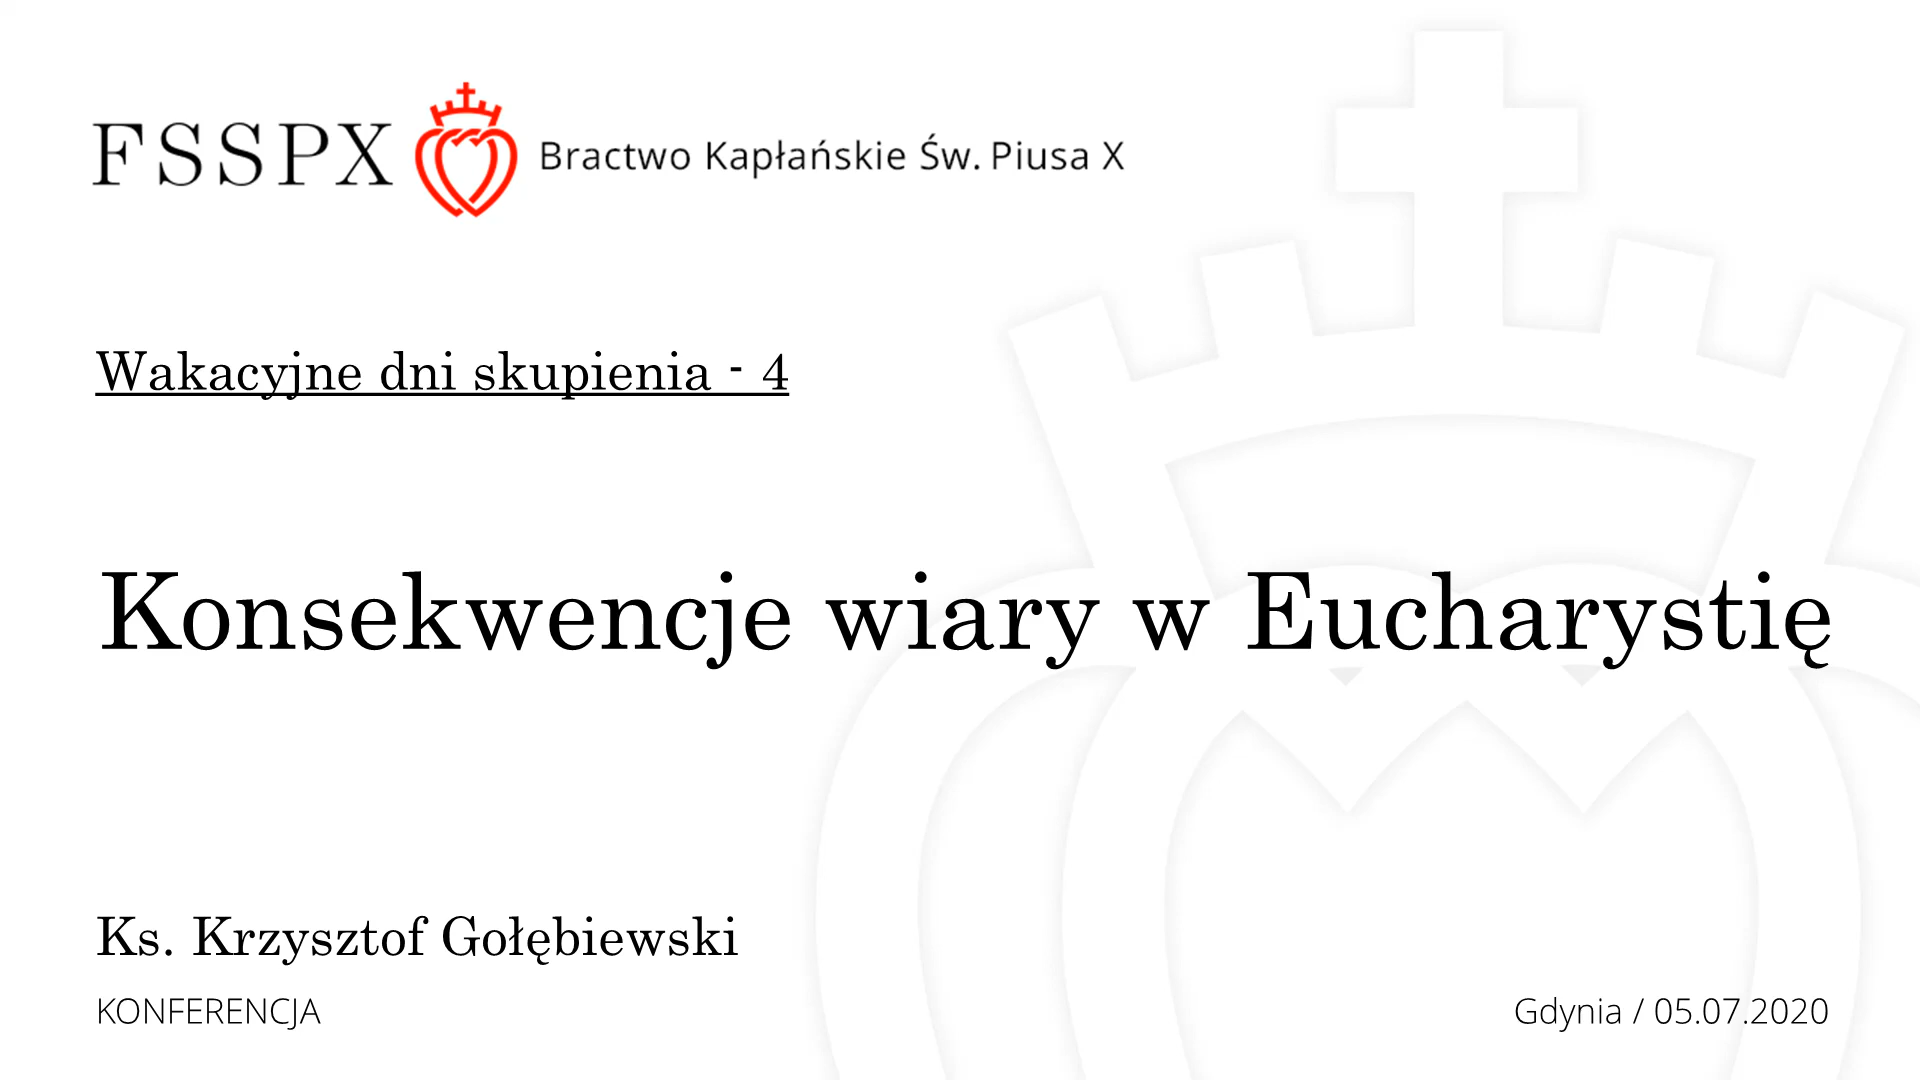 FSSPX Bractwo Kapłańskie Św. Piusa X
Wakacyjne dni skupienia - 4
Konsekwencje wiary w Eucharystię
Ks. Krzysztof Gołębiewski
KONFERENCJA
Gdynia / 05.07.2020